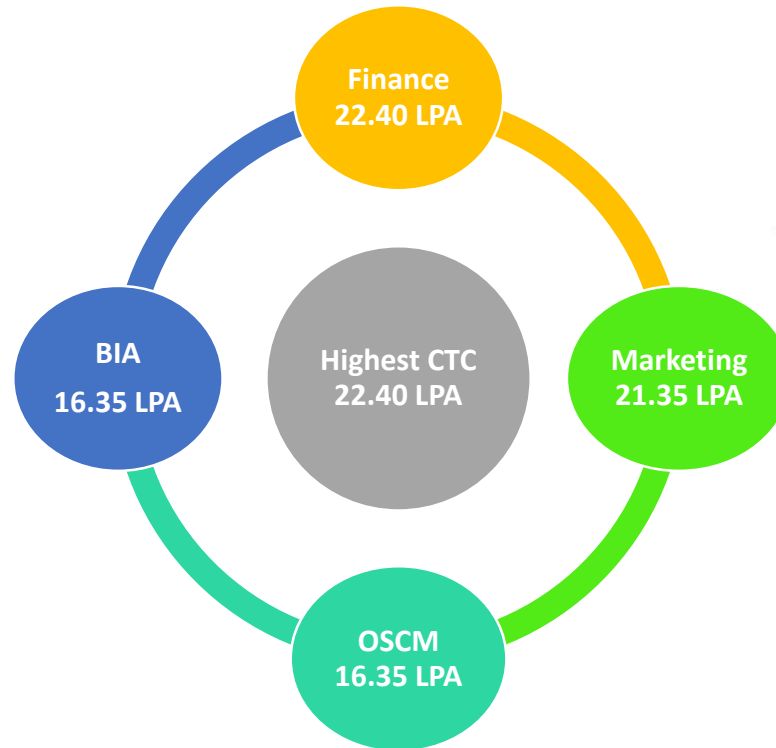 Finance
22.40 LPA
BIA
16.35 LPA
Highest CTC
22.40 LPA
Marketing
21.35 LPA
OSCM
16.35 LPA